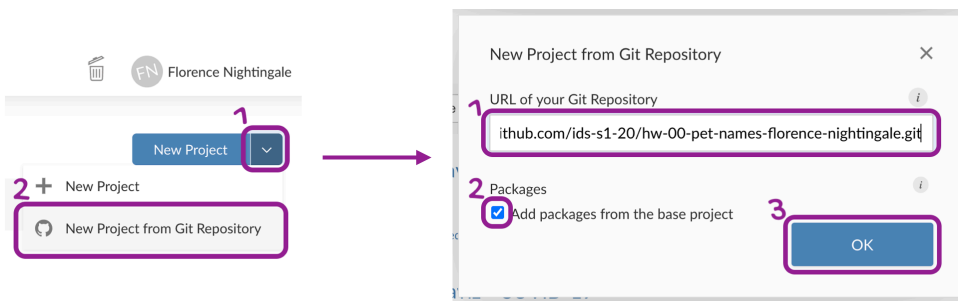 FN Florence Nightingale
1
New Project
2
New Project
New Project from Git Repository
New Project from Git Repository
URL of your Git Repository
i
1
ithub.com/ids-s1-20/hw-00-pet-names-florence-nightingale.git
2
Packages
i
Add packages from the base project
3
OK